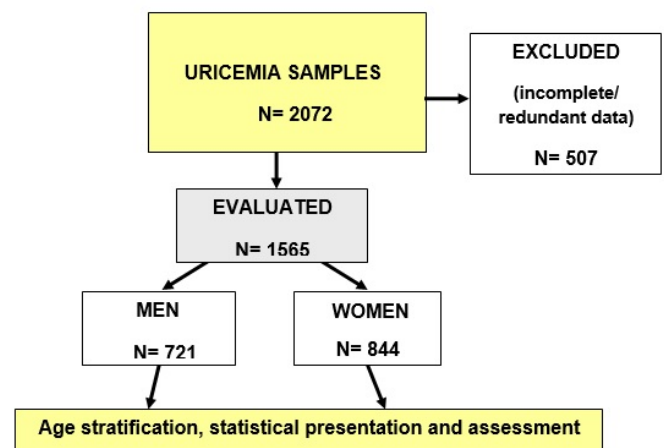 URICEMIA SAMPLES
N= 2072
EXCLUDED
(incomplete/
redundant data)
N= 507
EVALUATED
N= 1565
MEN
N= 721
WOMEN
N= 844
Age stratification, statistical presentation and assessment